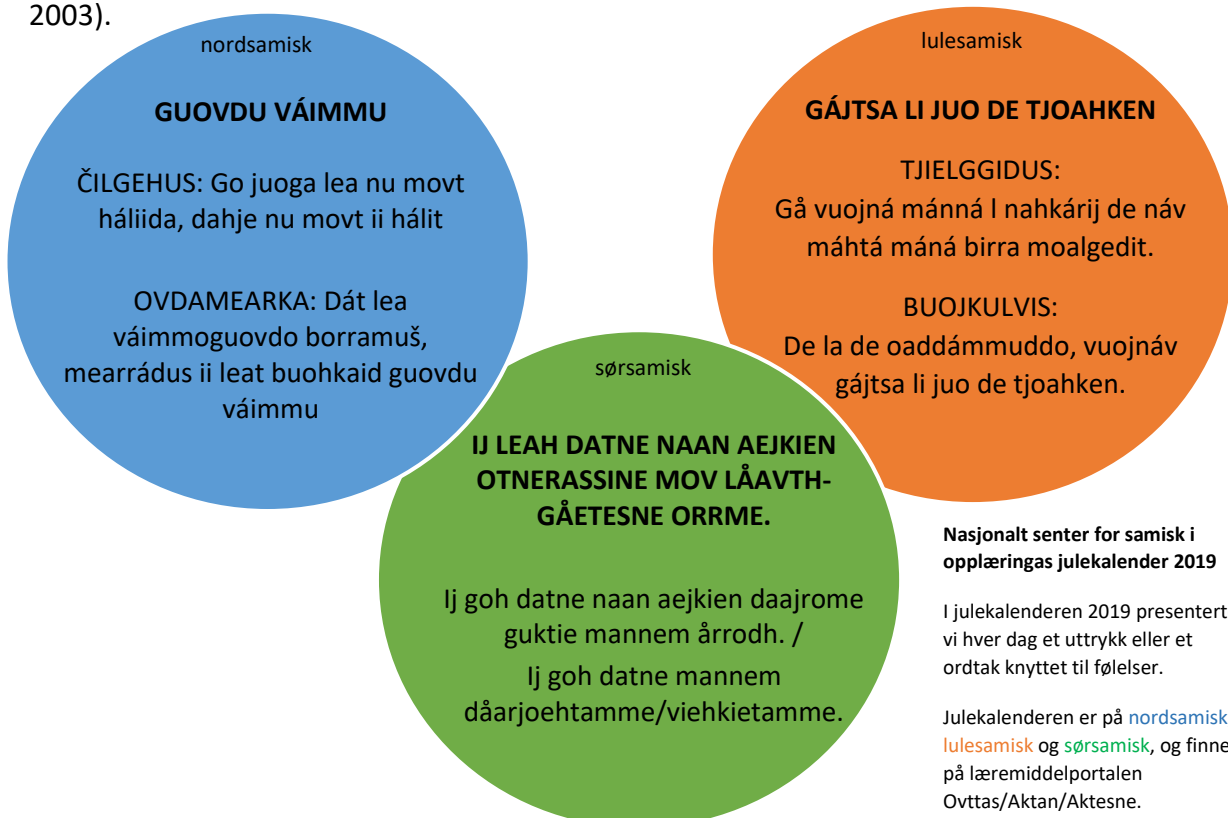 2003).
nordsamisk
GUOVDU VÁIMMU
ČILGEHUS: Go juoga lea nu movt
háliida, dahje nu movt ii hálit
OVDAMEARKA: Dát lea
váimmoguovdo borramuš,
mearrádus ii leat buohkaid guovdu
váimmu
lulesamisk
GÁJTSA LI JUO DE TJOAHKEN
TJIELGGIDUS:
Gå vuojná mánná l nahkárij de náv
máhtá máná birra moalgedit.
BUOJKULVIS:
De la de oaddámmuddo, vuojnáv
gájtsa li juo de tjoahken.
sørsamisk
IJ LEAH DATNE NAAN AEJKIEN
OTNERASSINE MOV LÅAVTH-
GÅETESNE ORRME.
Ij goh datne naan aejkien daajrome
guktie mannem årrodh. /
Ij goh datne mannem
dåarjoehtamme/viehkietamme.
Nasjonalt senter for samisk i
opplæringas julekalender 2019
I julekalenderen 2019 presentert
vi hver dag et uttrykk eller et
ordtak knyttet til følelser.
Julekalenderen er på nordsamisk
lulesamisk og sørsamisk, og finne
på læremiddelportalen
Ovttas/Aktan/Aktesne.